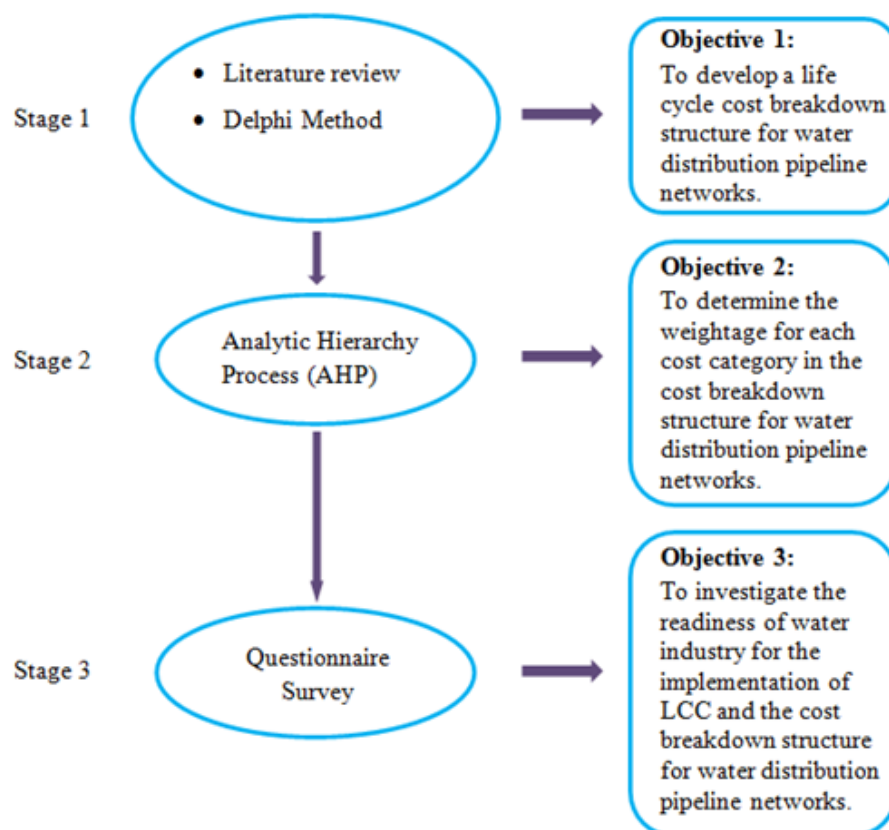 Stage 1
• Literature review
• Delphi Method
Objective 1:
To develop a life
cycle cost breakdown
structure for water
distribution pipeline
networks.
Stage 2
Analytic Hierarchy
Process (AHP)
Objective 2:
To determine the
weightage for each
cost category in the
cost breakdown
structure for water
distribution pipeline
networks.
Stage 3
Questionnaire
Survey
Objective 3:
To investigate the
readiness of water
industry for the
implementation of
LCC and the cost
breakdown structure
for water distribution
pipeline networks.